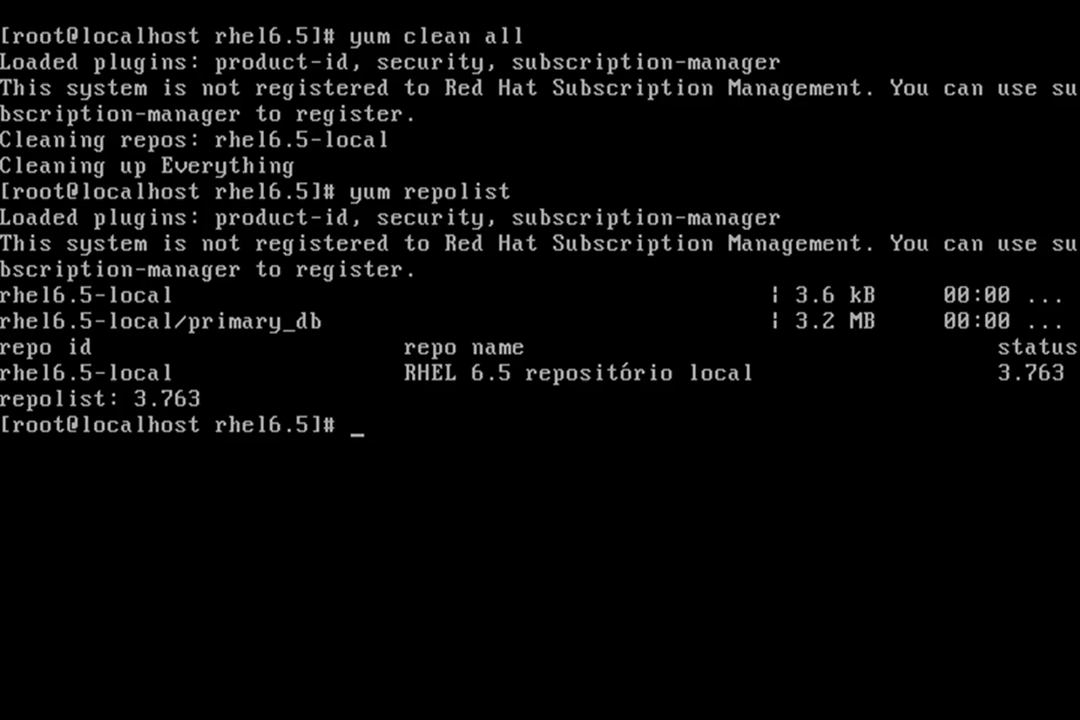 [root@localhost rhel6.5]# yum clean all
Loaded plugins: product-id, security, subscription-manager
This system is not registered to Red Hat Subscription Management. You can use su
bscription-manager to register.
Cleaning repos: rhel6.5-local
Cleaning up Everything
[root@localhost rhel6.5]# yum repolist
Loaded plugins: product-id, security, subscription-manager
This system is not registered to Red Hat Subscription Management. You can use su
bscription-manager to register.
rhel6.5-local | 3.6 kB 00:00 ...
rhel6.5-local/primary_db | 3.2 MB 00:00 ...
repo id repo name status
rhel6.5-local RHEL 6.5 repositório local 3.763
repolist: 3.763
[root@localhost rhel6.5]# _